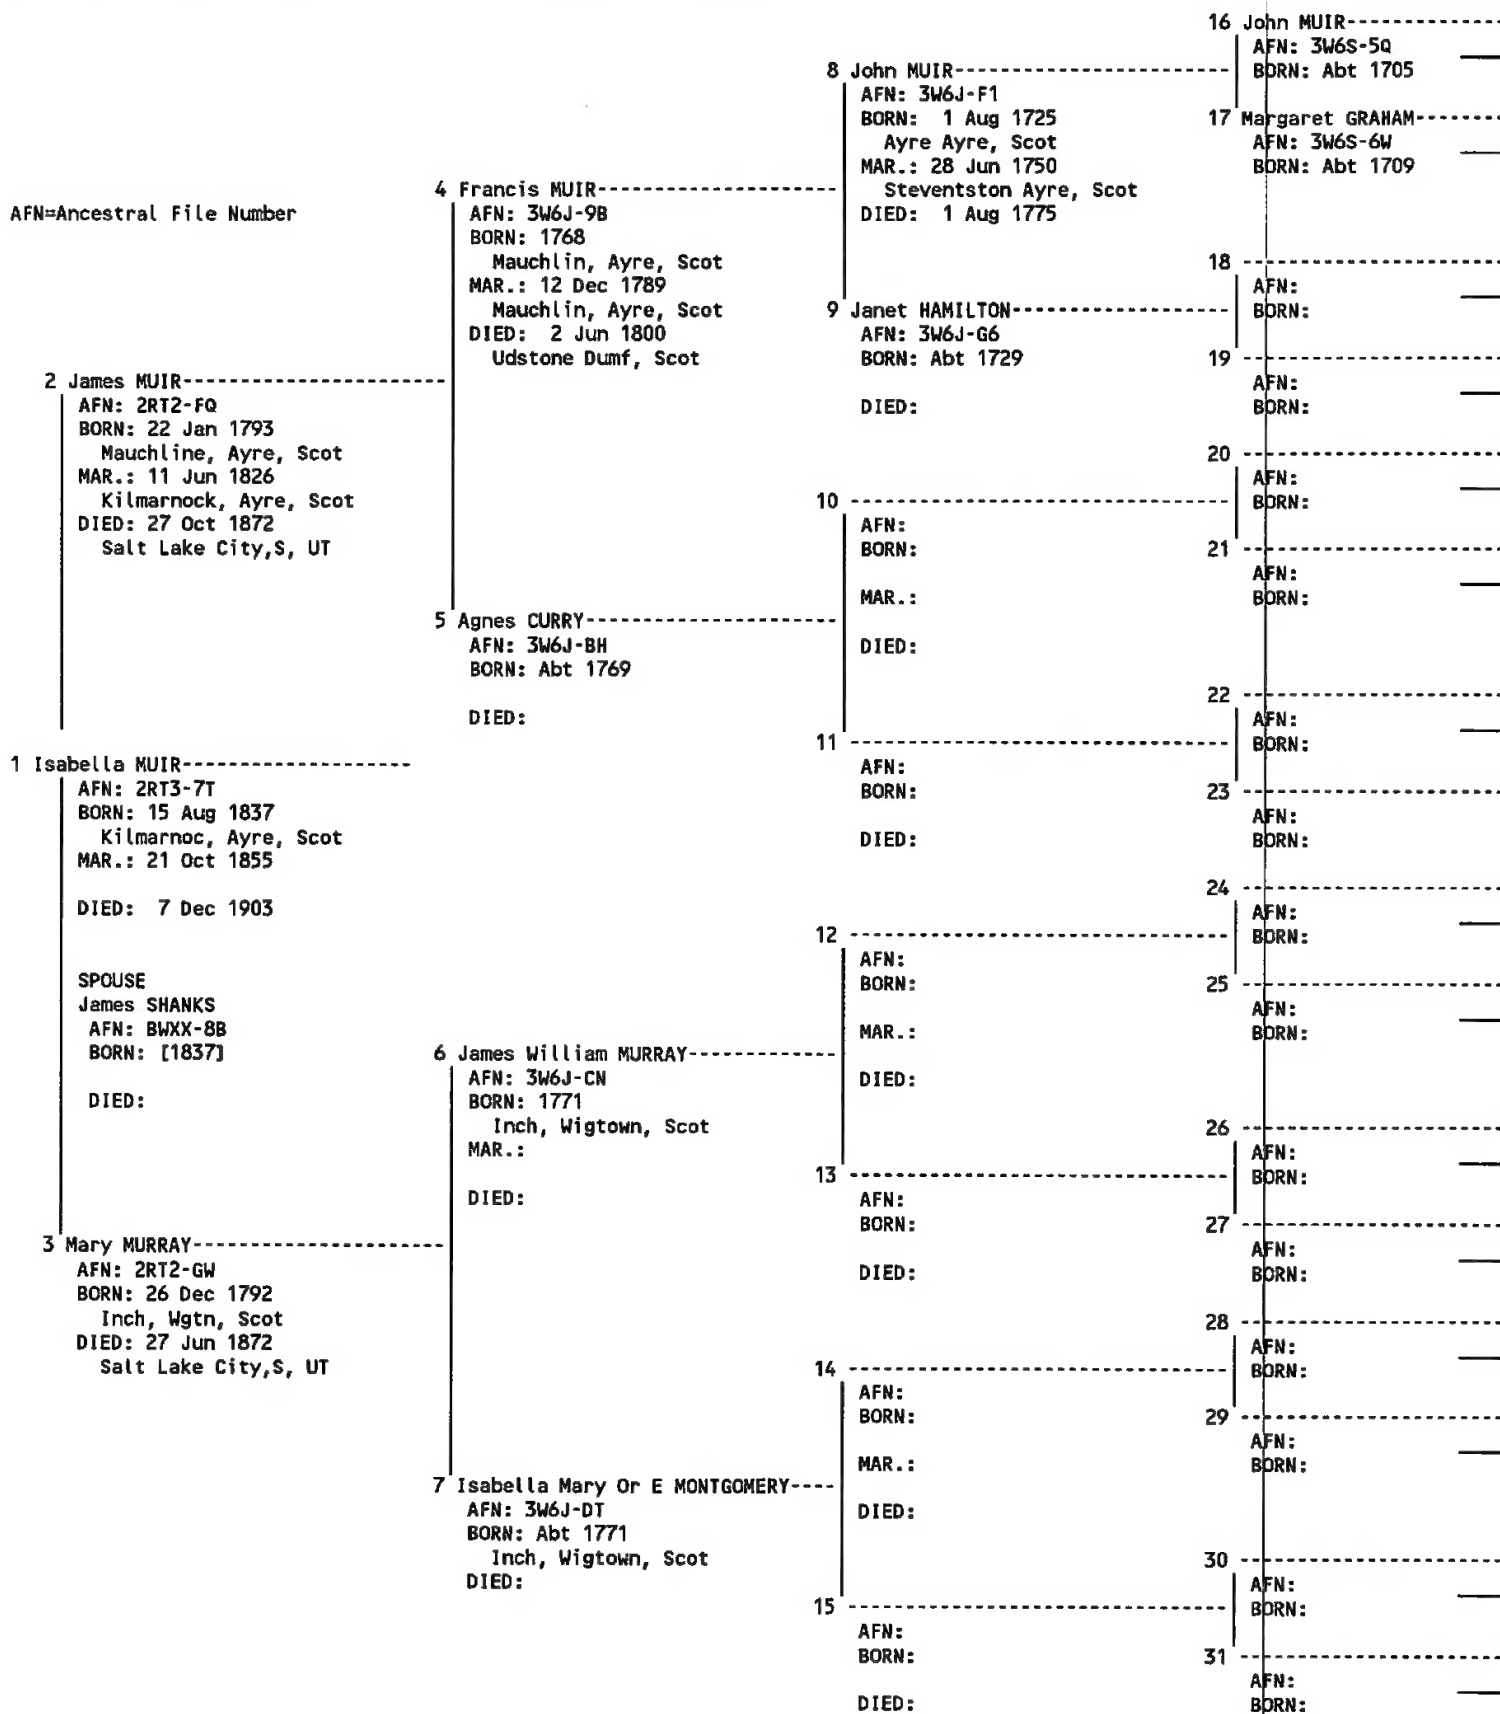 AFN=Ancestral File Number
1 Isabella MUIR
AFN: 2RT3-7T
BORN: 15 Aug 1837
Kilmarnoc, Ayre, Scot
MAR.: 21 Oct 1855
DIED: 7 Dec 1903
SPOUSE
James SHANKS
AFN: BWXX-8B
BORN: [1837]
DIED:
2 James MUIR
AFN: 2RT2-FQ
BORN: 22 Jan 1793
Mauchline, Ayre, Scot
MAR.: 11 Jun 1826
Kilmarnock, Ayre, Scot
DIED: 27 Oct 1872
Salt Lake City,S, UT
3 Mary MURRAY
AFN: 2RT2-GW
BORN: 26 Dec 1792
Inch, Wgtn, Scot
DIED: 27 Jun 1872
Salt Lake City,S, UT
4 Francis MUIR
AFN: 3W6J-9B
BORN: 1768
Mauchlin, Ayre, Scot
MAR.: 12 Dec 1789
Mauchlin, Ayre, Scot
DIED: 2 Jun 1800
Udstone Dumf, Scot
5 Agnes CURRY
AFN: 3W6J-BH
BORN: Abt 1769
DIED:
6 James William MURRAY
AFN: 3W6J-CN
BORN: 1771
Inch, Wigtown, Scot
MAR.:
DIED:
7 Isabella Mary Or E MONTGOMERY
AFN: 3W6J-DT
BORN: Abt 1771
Inch, Wigtown, Scot
DIED:
8 John MUIR
AFN: 3W6J-F1
BORN: 1 Aug 1725
Ayre Ayre, Scot
MAR.: 28 Jun 1750
Steventston Ayre, Scot
DIED: 1 Aug 1775
9 Janet HAMILTON
AFN: 3W6J-G6
BORN: Abt 1729
DIED:
10
AFN:
BORN:
MAR.:
DIED:
11
AFN:
BORN:
DIED:
12
AFN:
BORN:
MAR.:
DIED:
13
AFN:
BORN:
DIED:
14
AFN:
BORN:
MAR.:
DIED:
15
AFN:
BORN:
DIED:
16 John MUIR
AFN: 3W6S-5Q
BORN: Abt 1705
17 Margaret GRAHAM
AFN: 3W6S-6W
BORN: Abt 1709
18
AFN:
BORN:
19
AFN:
BORN:
20
AFN:
BORN:
21
AFN:
BORN:
22
AFN:
BORN:
23
AFN:
BORN:
24
AFN:
BORN:
25
AFN:
BORN:
26
AFN:
BORN:
27
AFN:
BORN:
28
AFN:
BORN:
29
AFN:
BORN:
30
AFN:
BORN:
31
AFN:
BORN: